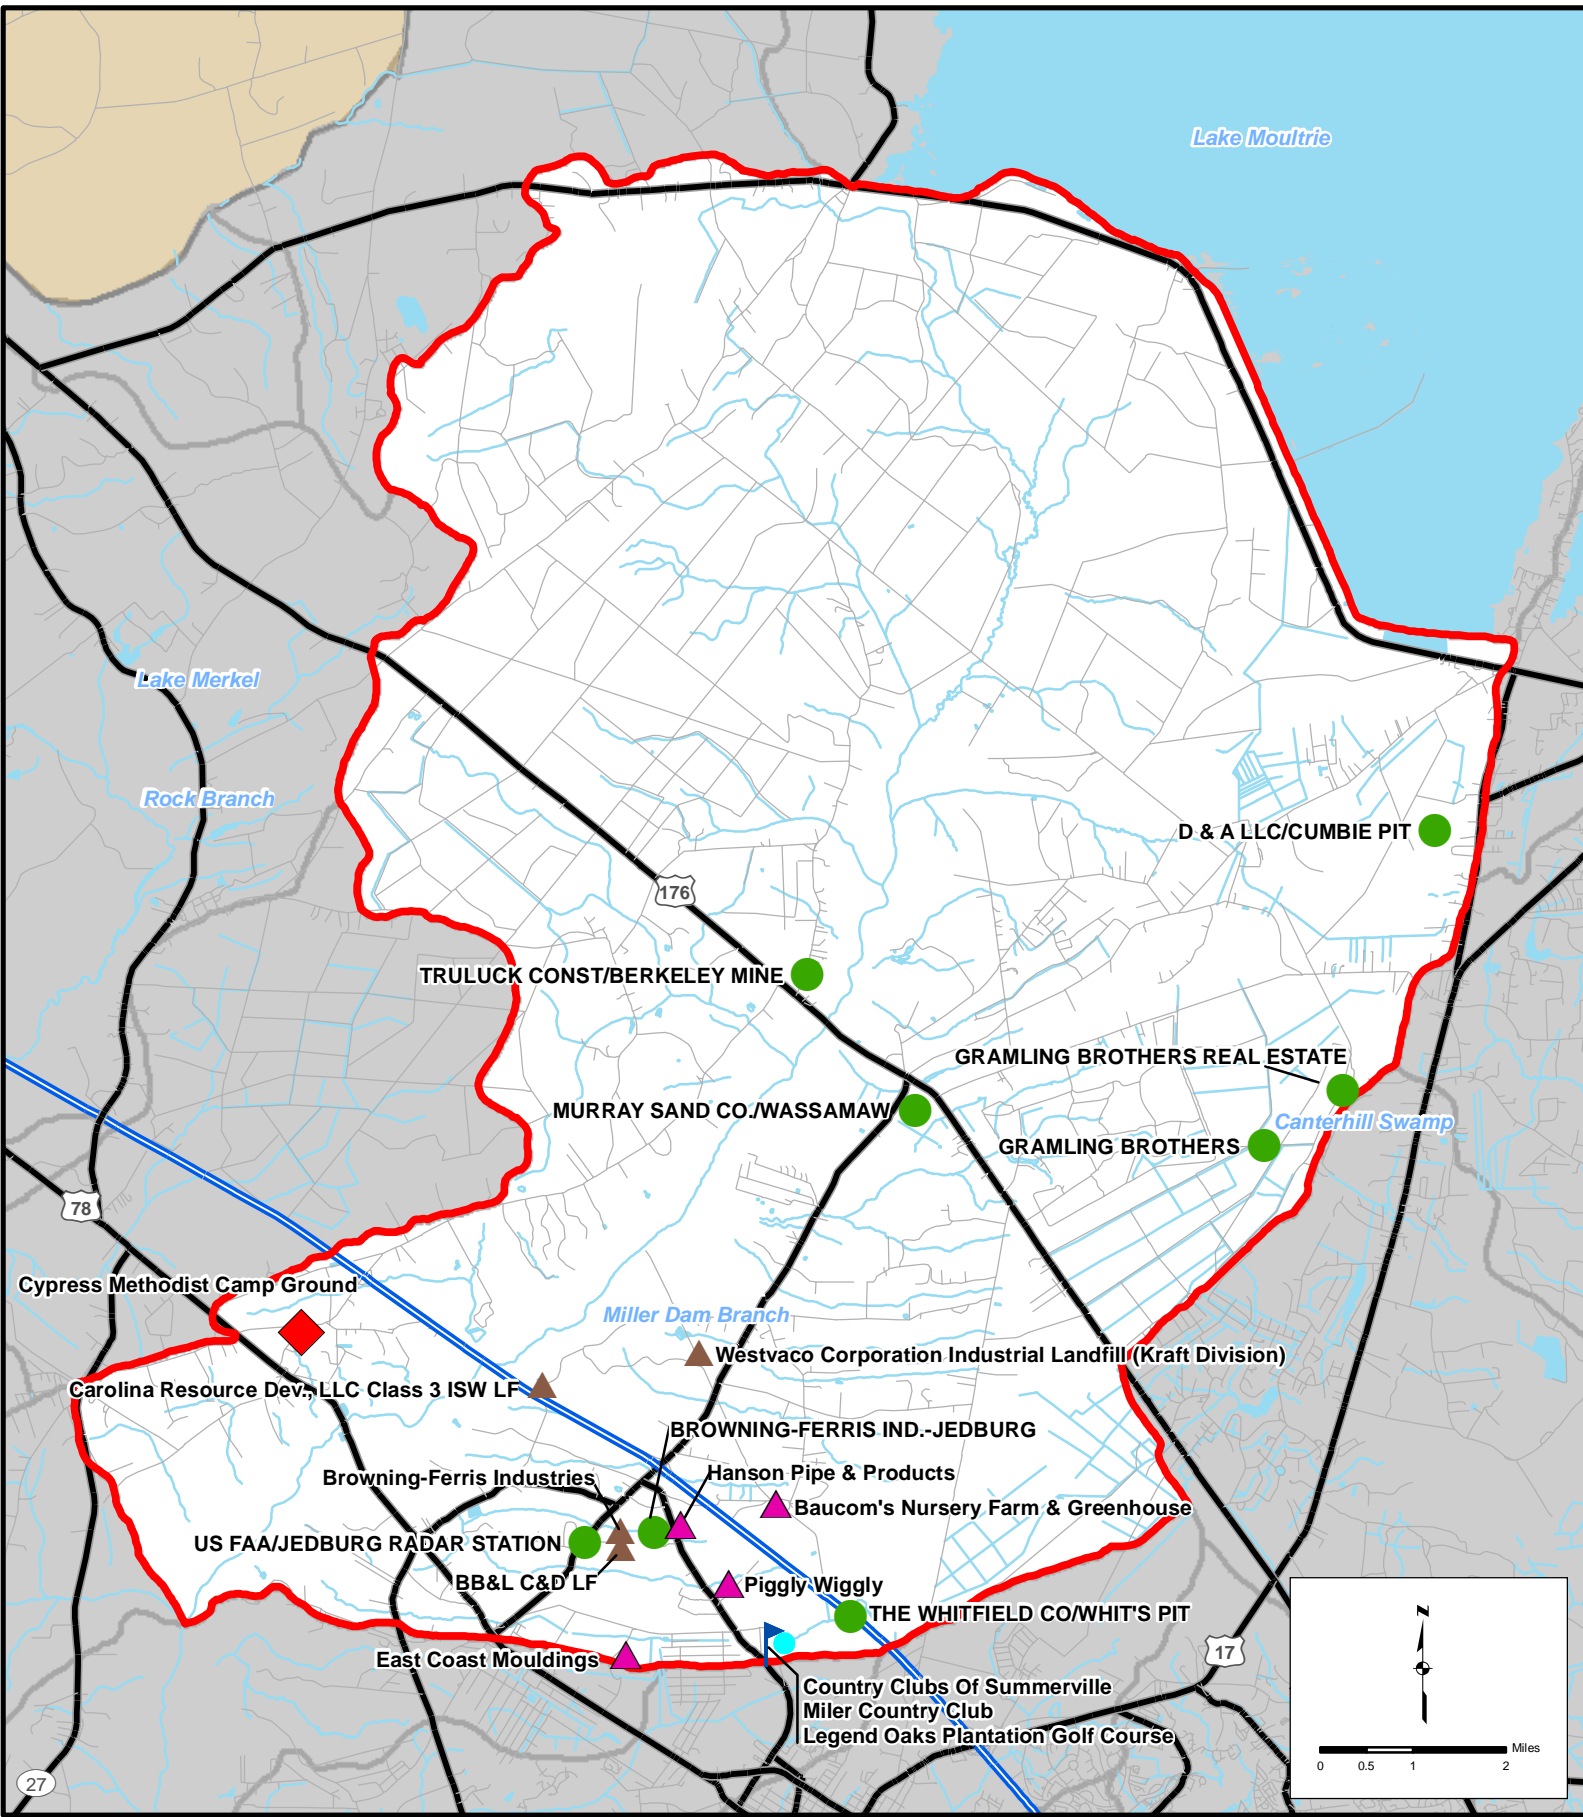 Lake Moultrie
Lake Merkel
Rock Branch
D & A LLC/CUMBIE PIT
176
TRULUCK CONST/BERKELEY MINE
GRAMLING BROTHERS REAL ESTATE
MURRAY SAND CO./WASSAMAW
Canterhill Swamp
GRAMLING BROTHERS
78
Cypress Methodist Camp Ground
Miller Dam Branch
Westvaco Corporation Industrial Landfill (Kraft Division)
Carolina Resource Dev., LLC Class 3 ISW LF
BROWNING-FERRIS IND.-JEDBURG
Hanson Pipe & Products
Browning-Ferris Industries
Baucom's Nursery Farm & Greenhouse
US FAA/JEDBURG RADAR STATION
BB&L C&D LF
Piggly Wiggly
THE WHITFIELD CO/WHIT'S PIT
East Coast Mouldings
17
Country Clubs Of Summerville
Miler Country Club
Legend Oaks Plantation Golf Course
N
Miles
0 0.5 1 2
27